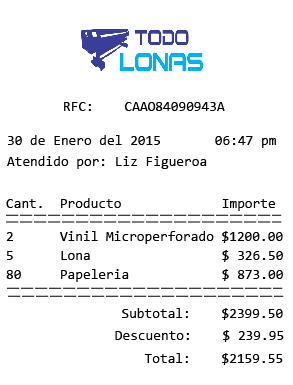 TODO
LONAS
RFC: CAAO84090943A
30 de Enero del 2015 06:47 pm
Atendido por: Liz Figueroa
Cant. Producto Importe
2 Vinil Microperforado $1200.00
5 Lona $ 326.50
80 Papeleria $ 873.00
Subtotal: $2399.50
Descuento: $ 239.95
Total: $2159.55